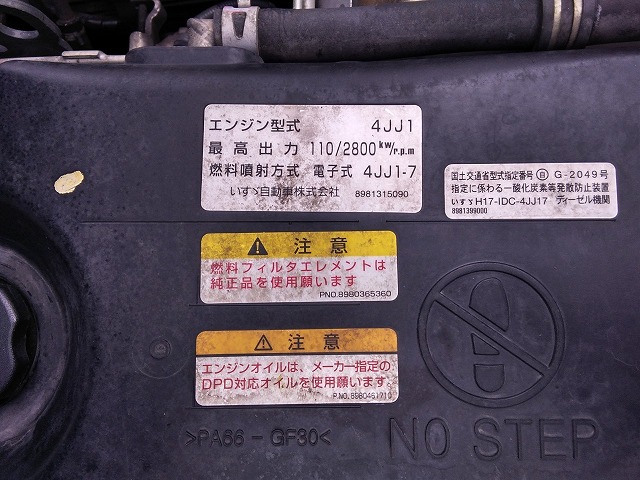 エンジン型式 4JJ1
最高出力 110/2800kW/r.p.m
燃料噴射方式 電子式 4JJ1-7
いすゞ自動車株式会社 8981315090
国土交通省型式指定番号 自 G-2049号
指定に係わる一酸化炭素等発散防止装置
いすゞH17-IDC-4JJ17 ディーゼル機関
8981399000
注意
燃料フィルタエレメントは
純正品を使用願います
PNO.8980365360
注意
エンジンオイルは、メーカー指定の
DPD対応オイルを使用願います。
P.NO. 8980461710
>PA66-GF30<
NO STEP